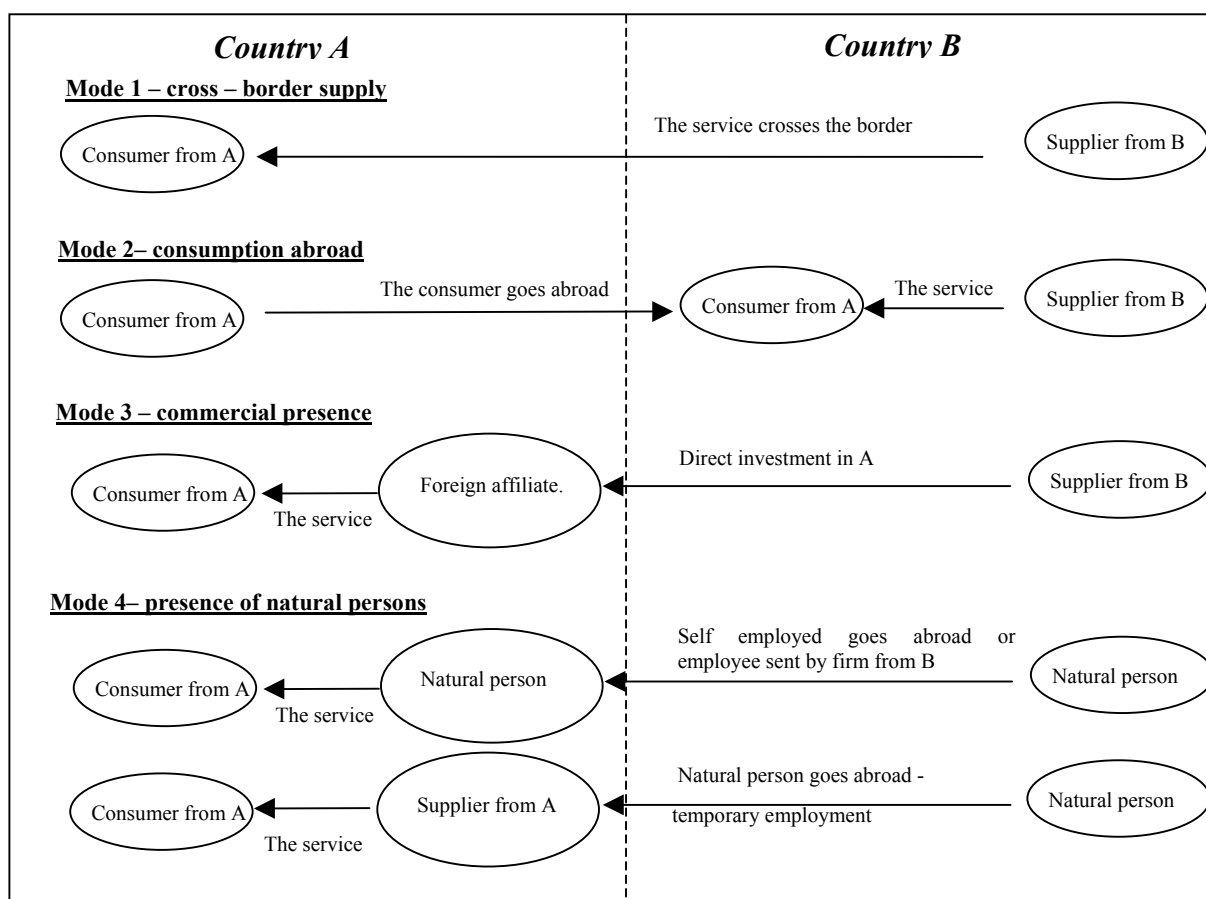 Country A
Country B
Mode 1 – cross – border supply
The service crosses the border
Consumer from A
Supplier from B
Mode 2– consumption abroad
The consumer goes abroad
The service
Consumer from A
Consumer from A
Supplier from B
Mode 3 – commercial presence
Direct investment in A
Consumer from A
Foreign affiliate.
Supplier from B
The service
Mode 4– presence of natural persons
Self employed goes abroad or
employee sent by firm from B
Consumer from A
Natural person
Natural person
The service
Natural person goes abroad -
temporary employment
Consumer from A
Supplier from A
Natural person
The service